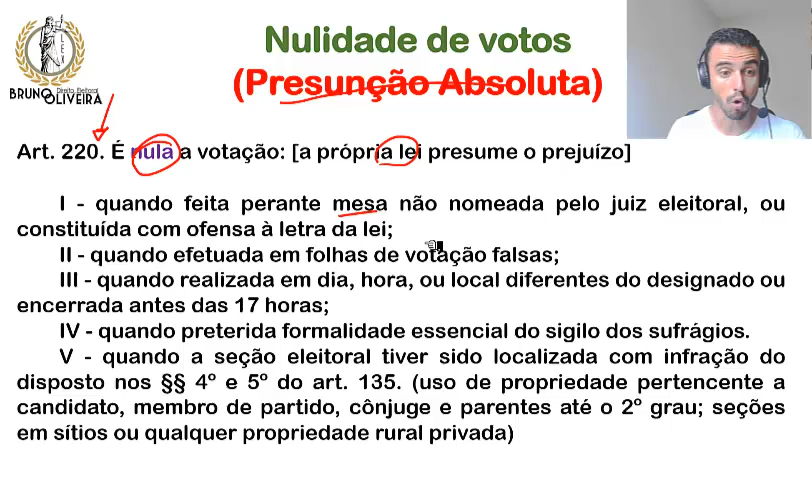 Nulidade de votos
(Presunção Absoluta)
LEX
BRUNO Direito Eleitoral
OLIVEIRA
Art. 220. É nula a votação: [a própria lei presume o prejuízo]
I - quando feita perante mesa não nomeada pelo juiz eleitoral, ou
constituída com ofensa à letra da lei;
II - quando efetuada em folhas de votação falsas;
III - quando realizada em dia, hora, ou local diferentes do designado ou
encerrada antes das 17 horas;
IV - quando preterida formalidade essencial do sigilo dos sufrágios.
V - quando a seção eleitoral tiver sido localizada com infração do
disposto nos §§ 4º e 5º do art. 135. (uso de propriedade pertencente a
candidato, membro de partido, cônjuge e parentes até o 2º grau; seções
em sítios ou qualquer propriedade rural privada)